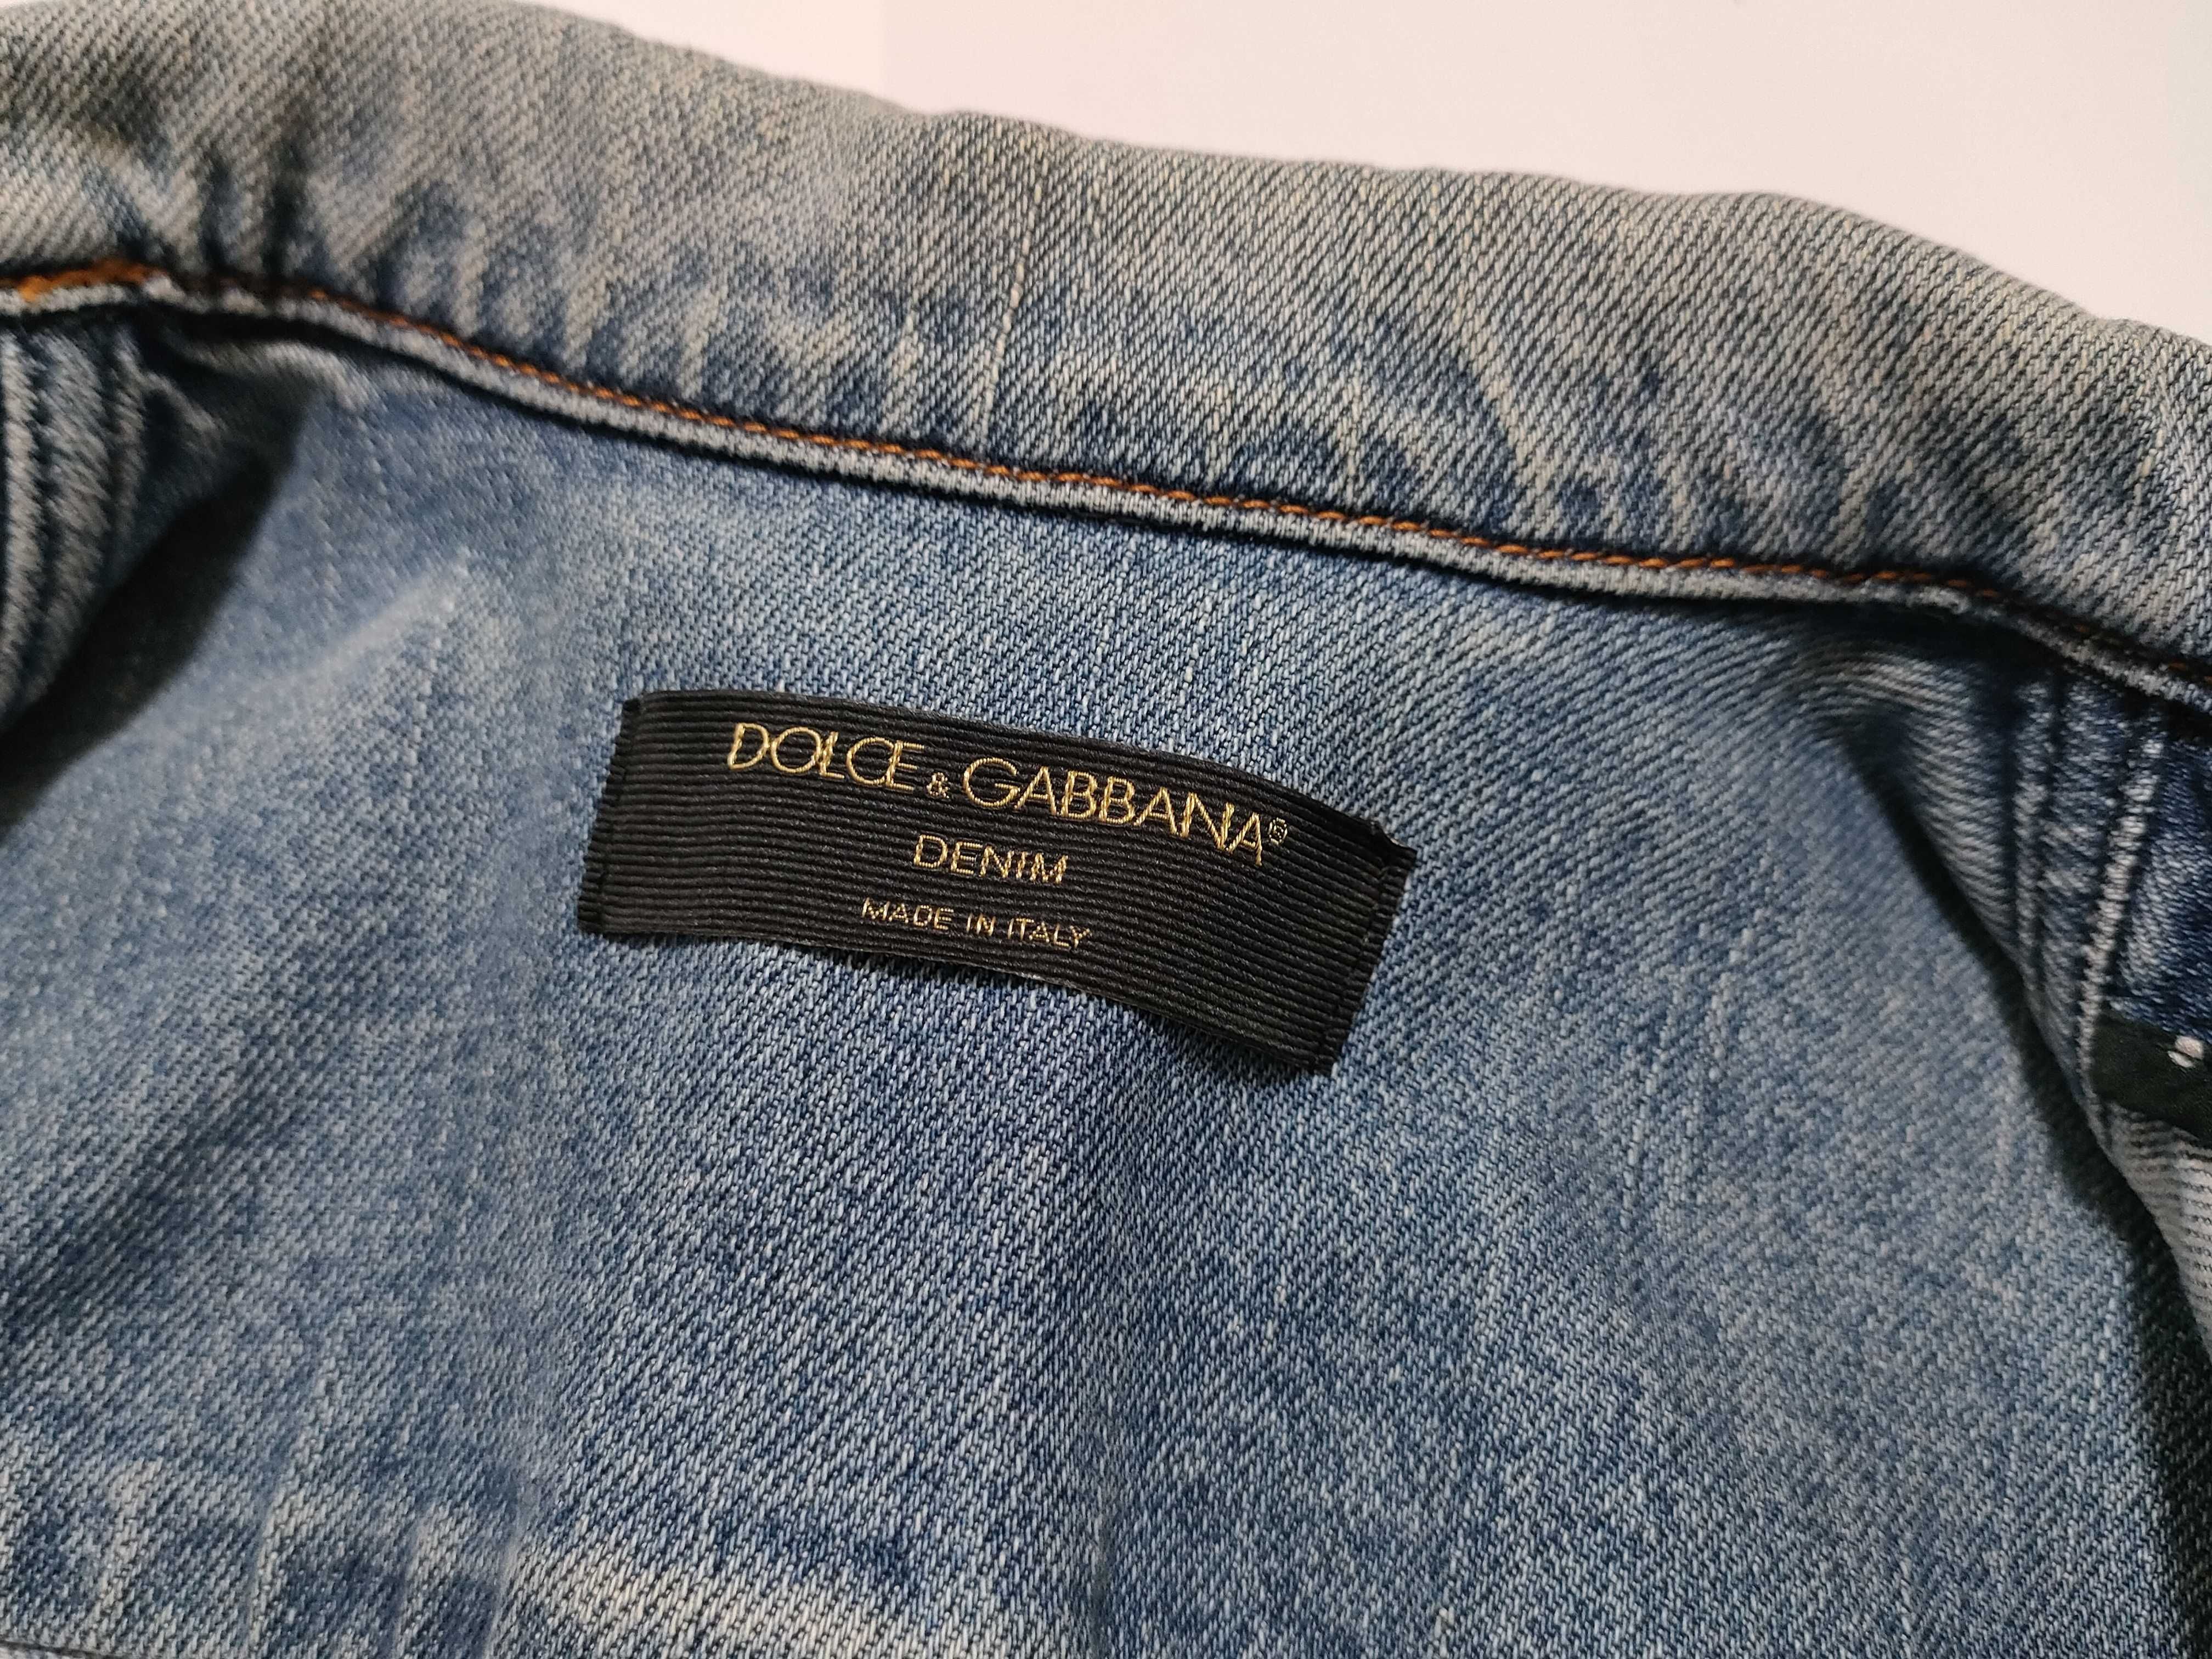 DOLCE & GABBANA®
DENIM
MADE IN ITALY